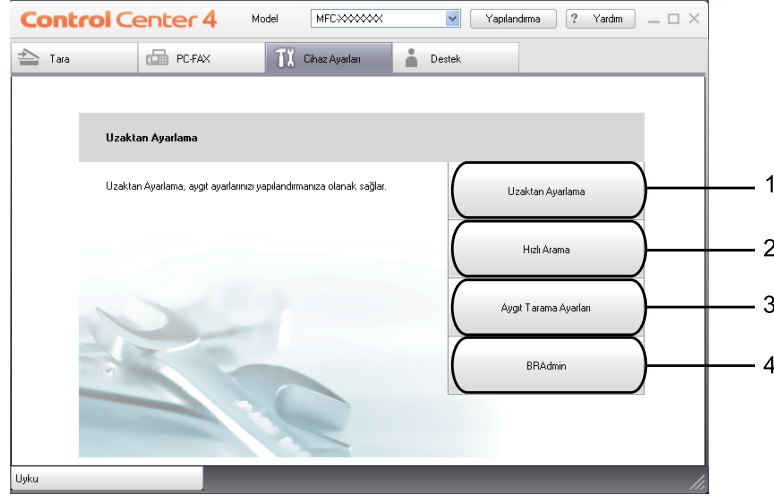 Control Center 4 Model MFC-XXXXXX Yapılandırma ? Yardım
Tara PC-FAX Cihaz Ayarları Destek
Uzaktan Ayarlama
Uzaktan Ayarlama, aygıt ayarlarınızı yapılandırmanıza olanak sağlar.
Uzaktan Ayarlama 1
Hızlı Arama 2
Aygıt Tarama Ayarları 3
BRAdmin 4
Uyku